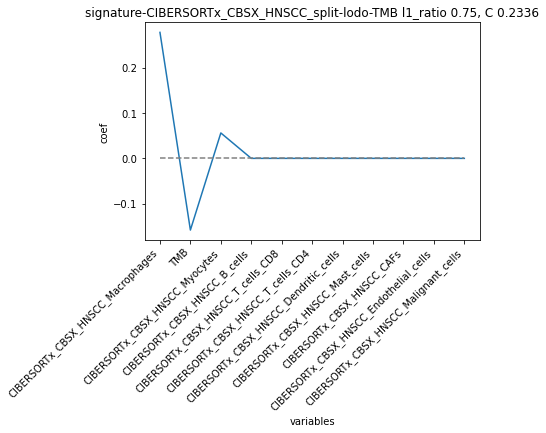 signature-CIBERSORTx_CBSX_HNSCC_split-lodo-TMB l1_ratio 0.75, C 0.2336
coef
0.2
0.1
0.0
−0.1
CIBERSORTx_CBSX_HNSCC_Macrophages
TMB
CIBERSORTx_CBSX_HNSCC_Myocytes
CIBERSORTx_CBSX_HNSCC_B_cells
CIBERSORTx_CBSX_HNSCC_T_cells_CD8
CIBERSORTx_CBSX_HNSCC_T_cells_CD4
CIBERSORTx_CBSX_HNSCC_Dendritic_cells
CIBERSORTx_CBSX_HNSCC_Mast_cells
CIBERSORTx_CBSX_HNSCC_CAFs
CIBERSORTx_CBSX_HNSCC_Endothelial_cells
CIBERSORTx_CBSX_HNSCC_Malignant_cells
variables